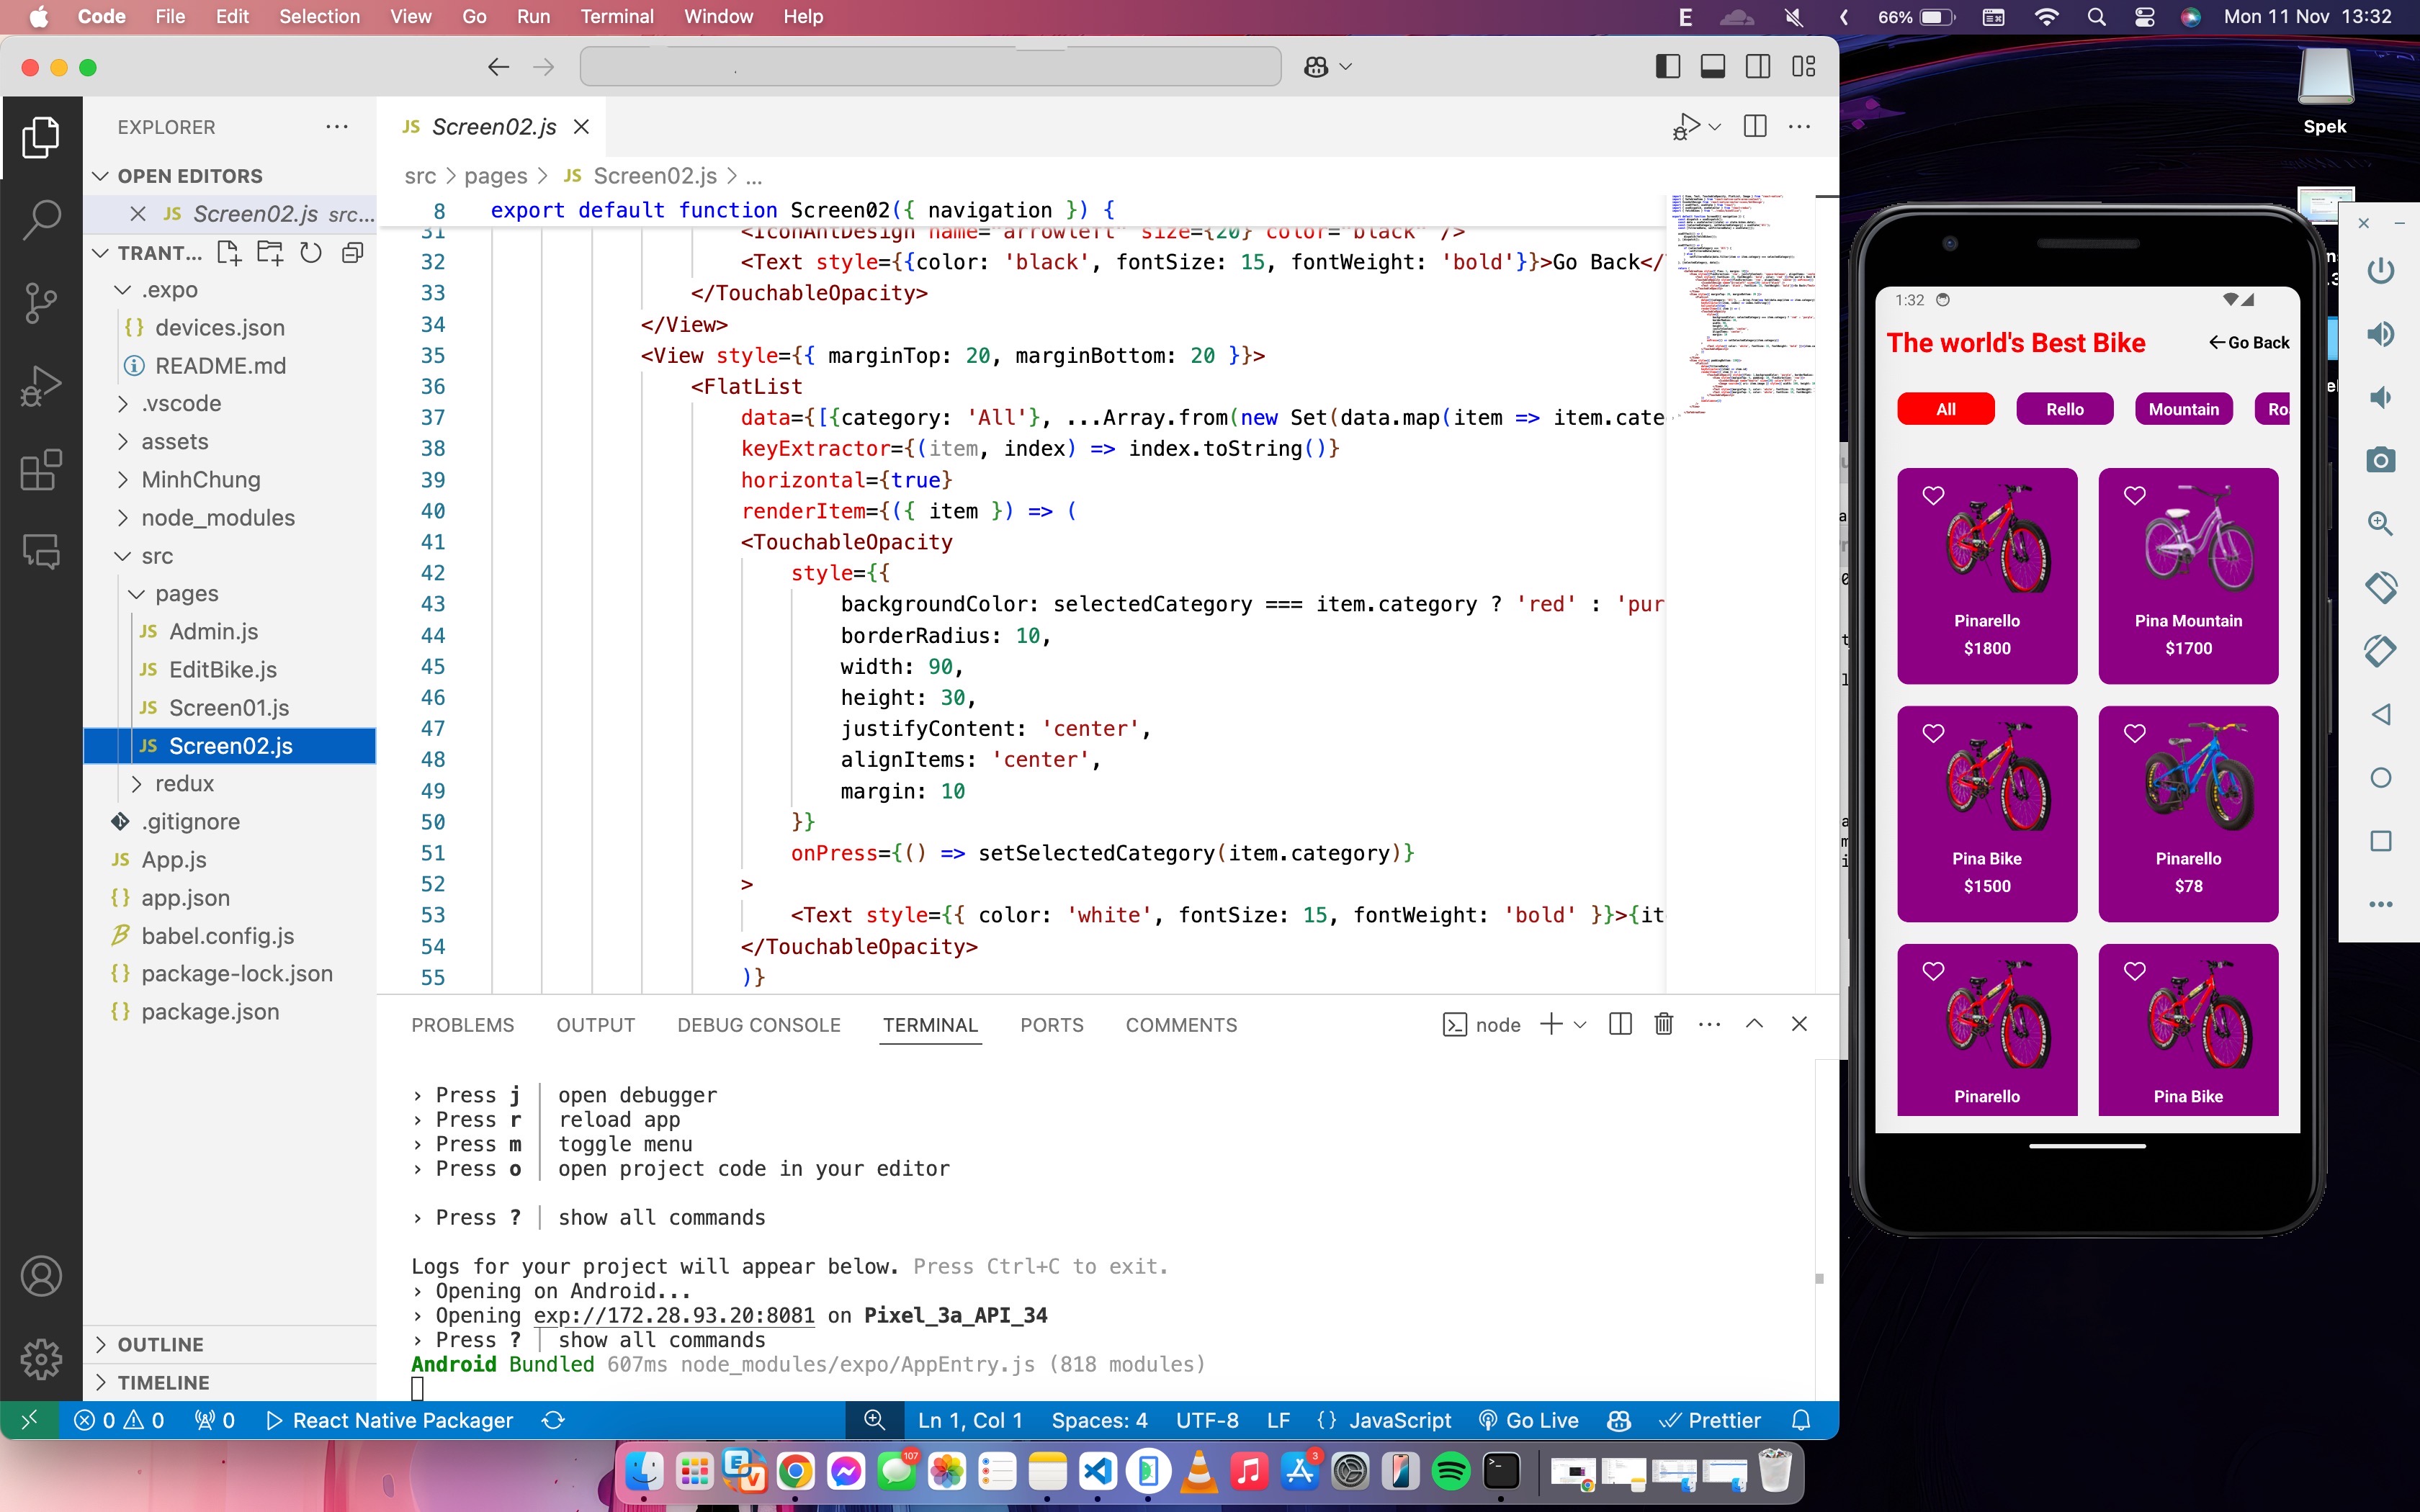 Code File Edit Selection View Go Run Terminal Window Help
66% Mon 11 Nov 13:32
EXPLORER
OPEN EDITORS
JS Screen02.js src...
TRANT...
.expo
{} devices.json
README.md
.vscode
assets
MinhChung
node_modules
src
pages
JS Admin.js
JS EditBike.js
JS Screen01.js
JS Screen02.js
redux
.gitignore
JS App.js
{} app.json
babel.config.js
{} package-lock.json
{} package.json
OUTLINE
TIMELINE
JS Screen02.js
src > pages > JS Screen02.js > ...
8 export default function Screen02({ navigation }) {
31 <IconAntDesign name="arrowleft" size={20} color="black" />
32 <Text style={{color: 'black', fontSize: 15, fontWeight: 'bold'}}>Go Back</
33 </TouchableOpacity>
34 </View>
35 <View style={{ marginTop: 20, marginBottom: 20 }}>
36 <FlatList
37 data={[{category: 'All'}, ...Array.from(new Set(data.map(item => item.cate
38 keyExtractor={(item, index) => index.toString()}
39 horizontal={true}
40 renderItem={({ item }) => (
41 <TouchableOpacity
42 style={{
43 backgroundColor: selectedCategory === item.category ? 'red' : 'pur
44 borderRadius: 10,
45 width: 90,
46 height: 30,
47 justifyContent: 'center',
48 alignItems: 'center',
49 margin: 10
50 }}
51 onPress={() => setSelectedCategory(item.category)}
52 >
53 <Text style={{ color: 'white', fontSize: 15, fontWeight: 'bold' }}>{it
54 </TouchableOpacity>
55 )}
PROBLEMS OUTPUT DEBUG CONSOLE TERMINAL PORTS COMMENTS
node
› Press j │ open debugger
› Press r │ reload app
› Press m │ toggle menu
› Press o │ open project code in your editor
› Press ? │ show all commands
Logs for your project will appear below. Press Ctrl+C to exit.
› Opening on Android...
› Opening exp://172.28.93.20:8081 on Pixel_3a_API_34
› Press ? │ show all commands
Android Bundled 607ms node_modules/expo/AppEntry.js (818 modules)
0 0 0 React Native Packager
Ln 1, Col 1 Spaces: 4 UTF-8 LF {} JavaScript Go Live Prettier
107
3
Spek
1:32
The world's Best Bike
Go Back
All Rello Mountain Ro
Pinarello
$1800
Pina Mountain
$1700
Pina Bike
$1500
Pinarello
$78
Pinarello
Pina Bike